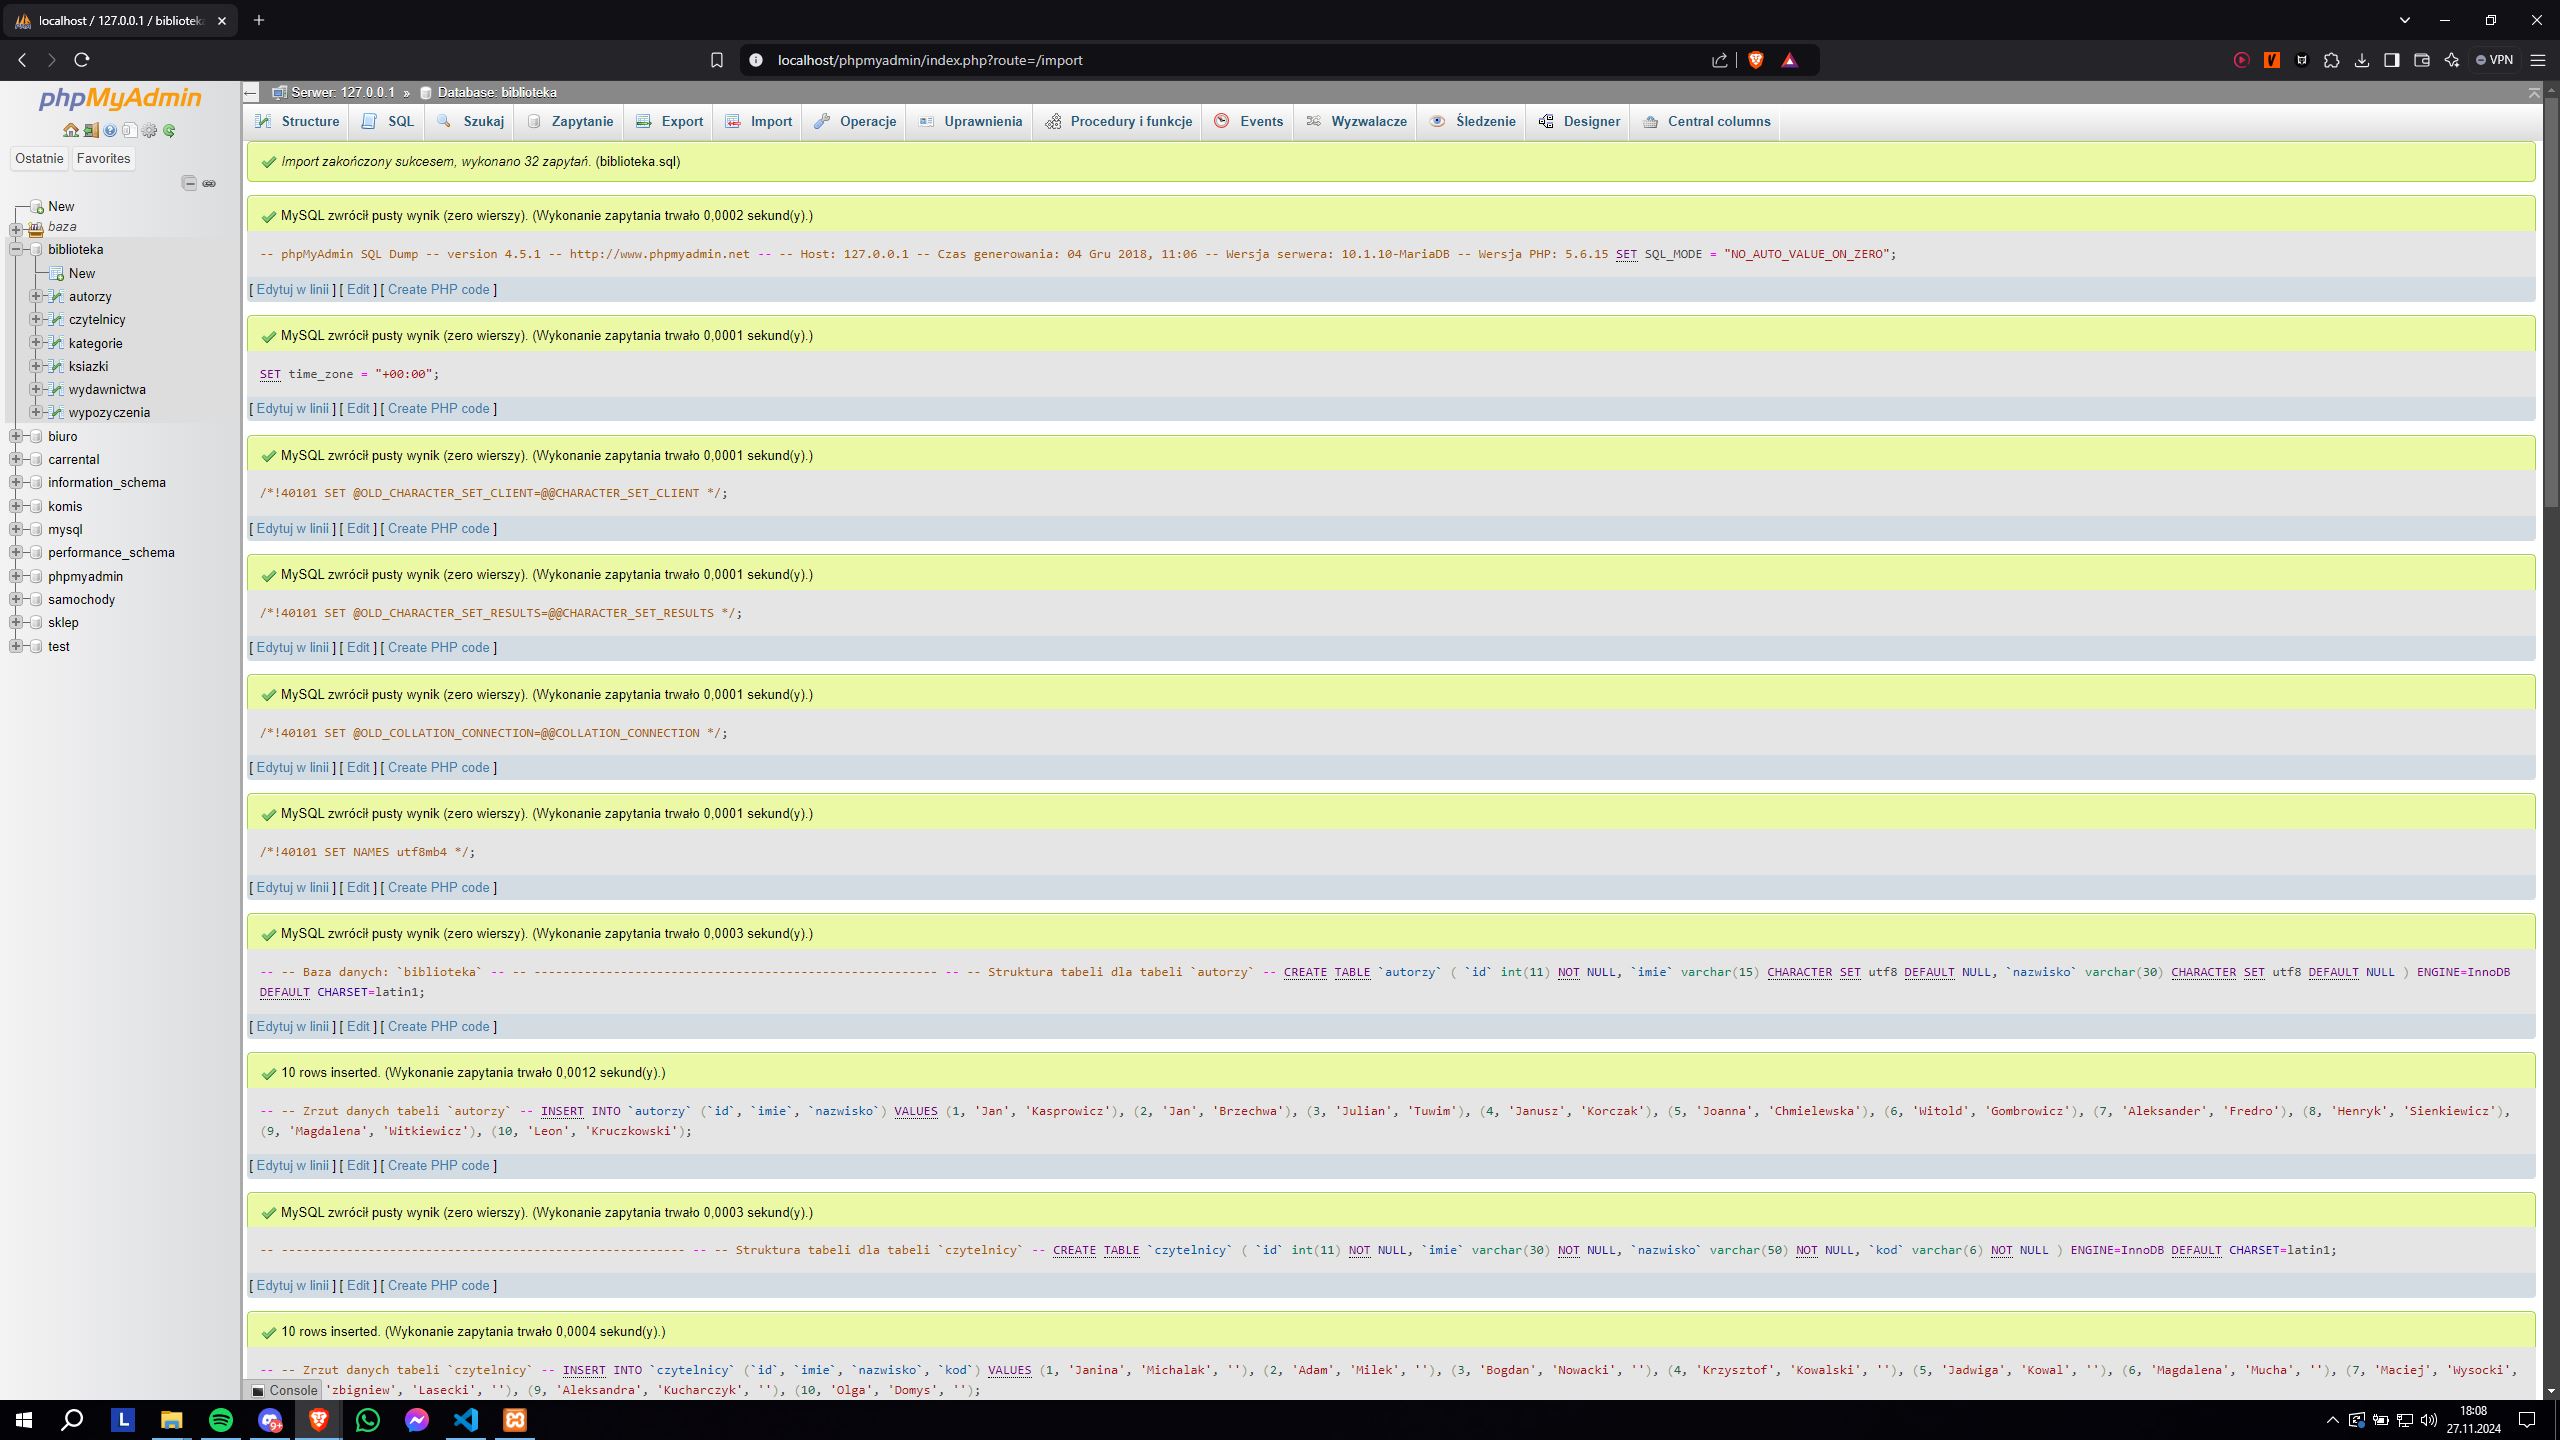 localhost / 127.0.0.1 / bibliotek
localhost/phpmyadmin/index.php?route=/import
VPN
phpMyAdmin
Ostatnie Favorites
New
baza
biblioteka
New
autorzy
czytelnicy
kategorie
ksiazki
wydawnictwa
wypozyczenia
biuro
carrental
information_schema
komis
mysql
performance_schema
phpmyadmin
samochody
sklep
test
Serwer: 127.0.0.1 » Database: biblioteka
Structure SQL Szukaj Zapytanie Export Import Operacje Uprawnienia Procedury i funkcje Events Wyzwalacze Śledzenie Designer Central columns
Import zakończony sukcesem, wykonano 32 zapytań. (biblioteka.sql)
MySQL zwrócił pusty wynik (zero wierszy). (Wykonanie zapytania trwało 0,0002 sekund(y).)
-- phpMyAdmin SQL Dump -- version 4.5.1 -- http://www.phpmyadmin.net -- -- Host: 127.0.0.1 -- Czas generowania: 04 Gru 2018, 11:06 -- Wersja serwera: 10.1.10-MariaDB -- Wersja PHP: 5.6.15 SET SQL_MODE = "NO_AUTO_VALUE_ON_ZERO";
[ Edytuj w linii ] [ Edit ] [ Create PHP code ]
MySQL zwrócił pusty wynik (zero wierszy). (Wykonanie zapytania trwało 0,0001 sekund(y).)
SET time_zone = "+00:00";
[ Edytuj w linii ] [ Edit ] [ Create PHP code ]
MySQL zwrócił pusty wynik (zero wierszy). (Wykonanie zapytania trwało 0,0001 sekund(y).)
/*!40101 SET @OLD_CHARACTER_SET_CLIENT=@@CHARACTER_SET_CLIENT */;
[ Edytuj w linii ] [ Edit ] [ Create PHP code ]
MySQL zwrócił pusty wynik (zero wierszy). (Wykonanie zapytania trwało 0,0001 sekund(y).)
/*!40101 SET @OLD_CHARACTER_SET_RESULTS=@@CHARACTER_SET_RESULTS */;
[ Edytuj w linii ] [ Edit ] [ Create PHP code ]
MySQL zwrócił pusty wynik (zero wierszy). (Wykonanie zapytania trwało 0,0001 sekund(y).)
/*!40101 SET @OLD_COLLATION_CONNECTION=@@COLLATION_CONNECTION */;
[ Edytuj w linii ] [ Edit ] [ Create PHP code ]
MySQL zwrócił pusty wynik (zero wierszy). (Wykonanie zapytania trwało 0,0001 sekund(y).)
/*!40101 SET NAMES utf8mb4 */;
[ Edytuj w linii ] [ Edit ] [ Create PHP code ]
MySQL zwrócił pusty wynik (zero wierszy). (Wykonanie zapytania trwało 0,0003 sekund(y).)
-- -- Baza danych: `biblioteka` -- -- -------------------------------------------------------- -- -- Struktura tabeli dla tabeli `autorzy` -- CREATE TABLE `autorzy` ( `id` int(11) NOT NULL, `imie` varchar(15) CHARACTER SET utf8 DEFAULT NULL, `nazwisko` varchar(30) CHARACTER SET utf8 DEFAULT NULL ) ENGINE=InnoDB
DEFAULT CHARSET=latin1;
[ Edytuj w linii ] [ Edit ] [ Create PHP code ]
10 rows inserted. (Wykonanie zapytania trwało 0,0012 sekund(y).)
-- -- Zrzut danych tabeli `autorzy` -- INSERT INTO `autorzy` (`id`, `imie`, `nazwisko`) VALUES (1, 'Jan', 'Kasprowicz'), (2, 'Jan', 'Brzechwa'), (3, 'Julian', 'Tuwim'), (4, 'Janusz', 'Korczak'), (5, 'Joanna', 'Chmielewska'), (6, 'Witold', 'Gombrowicz'), (7, 'Aleksander', 'Fredro'), (8, 'Henryk', 'Sienkiewicz'),
(9, 'Magdalena', 'Witkiewicz'), (10, 'Leon', 'Kruczkowski');
[ Edytuj w linii ] [ Edit ] [ Create PHP code ]
MySQL zwrócił pusty wynik (zero wierszy). (Wykonanie zapytania trwało 0,0003 sekund(y).)
-- -------------------------------------------------------- -- -- Struktura tabeli dla tabeli `czytelnicy` -- CREATE TABLE `czytelnicy` ( `id` int(11) NOT NULL, `imie` varchar(30) NOT NULL, `nazwisko` varchar(50) NOT NULL, `kod` varchar(6) NOT NULL ) ENGINE=InnoDB DEFAULT CHARSET=latin1;
[ Edytuj w linii ] [ Edit ] [ Create PHP code ]
10 rows inserted. (Wykonanie zapytania trwało 0,0004 sekund(y).)
-- -- Zrzut danych tabeli `czytelnicy` -- INSERT INTO `czytelnicy` (`id`, `imie`, `nazwisko`, `kod`) VALUES (1, 'Janina', 'Michalak', ''), (2, 'Adam', 'Milek', ''), (3, 'Bogdan', 'Nowacki', ''), (4, 'Krzysztof', 'Kowalski', ''), (5, 'Jadwiga', 'Kowal', ''), (6, 'Magdalena', 'Mucha', ''), (7, 'Maciej', 'Wysocki',
Console 'zbigniew', 'Lasecki', ''), (9, 'Aleksandra', 'Kucharczyk', ''), (10, 'Olga', 'Domys', '');
L 9+
18:08
27.11.2024